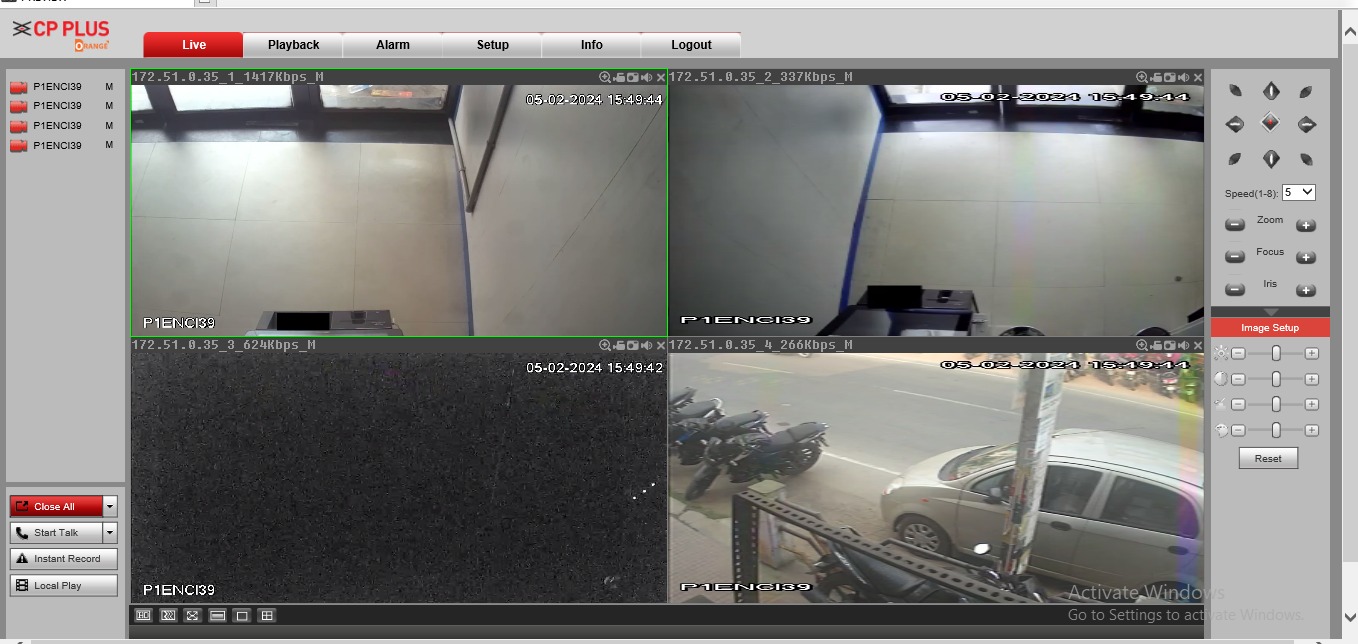 CP PLUS
ORANGE
Live Playback Alarm Setup Info Logout
P1ENCI39 M
P1ENCI39 M
P1ENCI39 M
P1ENCI39 M
172.51.0.35_1_1417Kbps_M
05-02-2024 15:49:44
P1ENCI39
172.51.0.35_2_337Kbps_M
05-02-2024 15:49:44
P1ENCI39
172.51.0.35_3_624Kbps_M
05-02-2024 15:49:42
P1ENCI39
172.51.0.35_4_266Kbps_M
05-02-2024 15:49:44
P1ENCI39
Speed(1-8): 5
Zoom
Focus
Iris
Image Setup
Reset
Close All
Start Talk
Instant Record
Local Play
Activate Windows
Go to Settings to activate Windows.